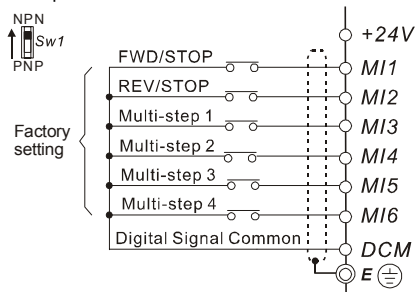 NPN
Sw1
PNP
+24V
FWD/STOP
MI1
REV/STOP
MI2
Multi-step 1
MI3
Factory
setting
Multi-step 2
MI4
Multi-step 3
MI5
Multi-step 4
MI6
Digital Signal Common
DCM
E